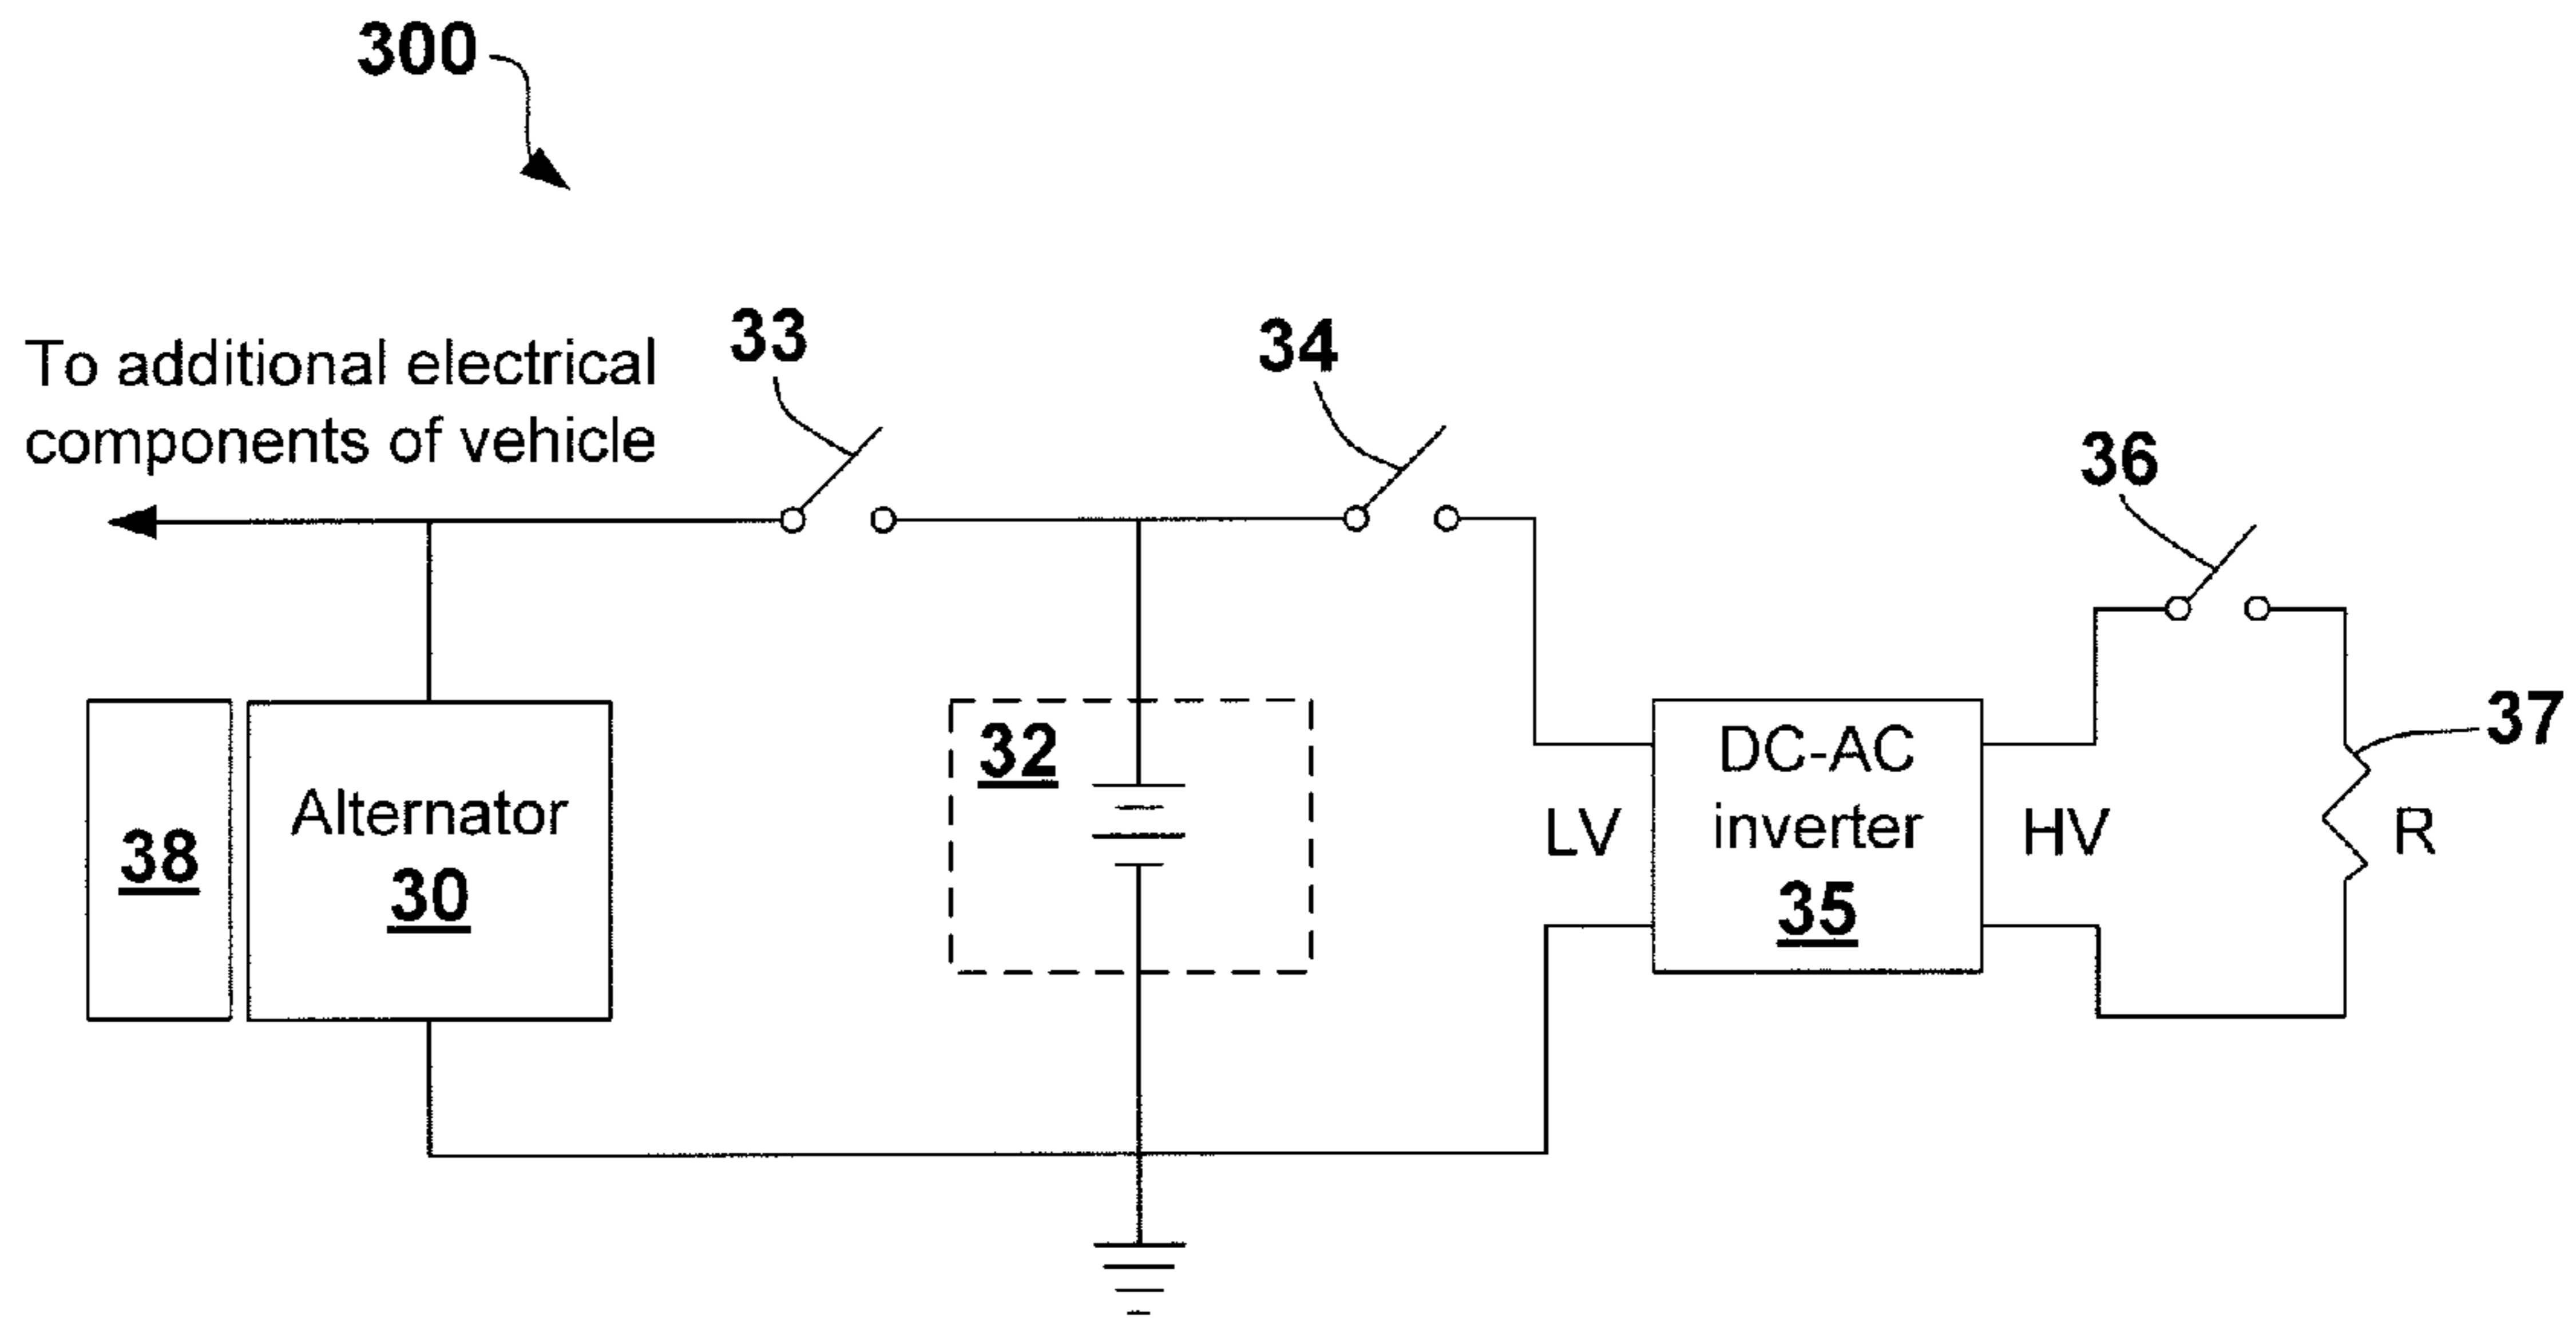 300
33
34
To additional electrical
components of vehicle
36
37
32
DC-AC
inverter
35
Alternator
30
38
LV
HV
R